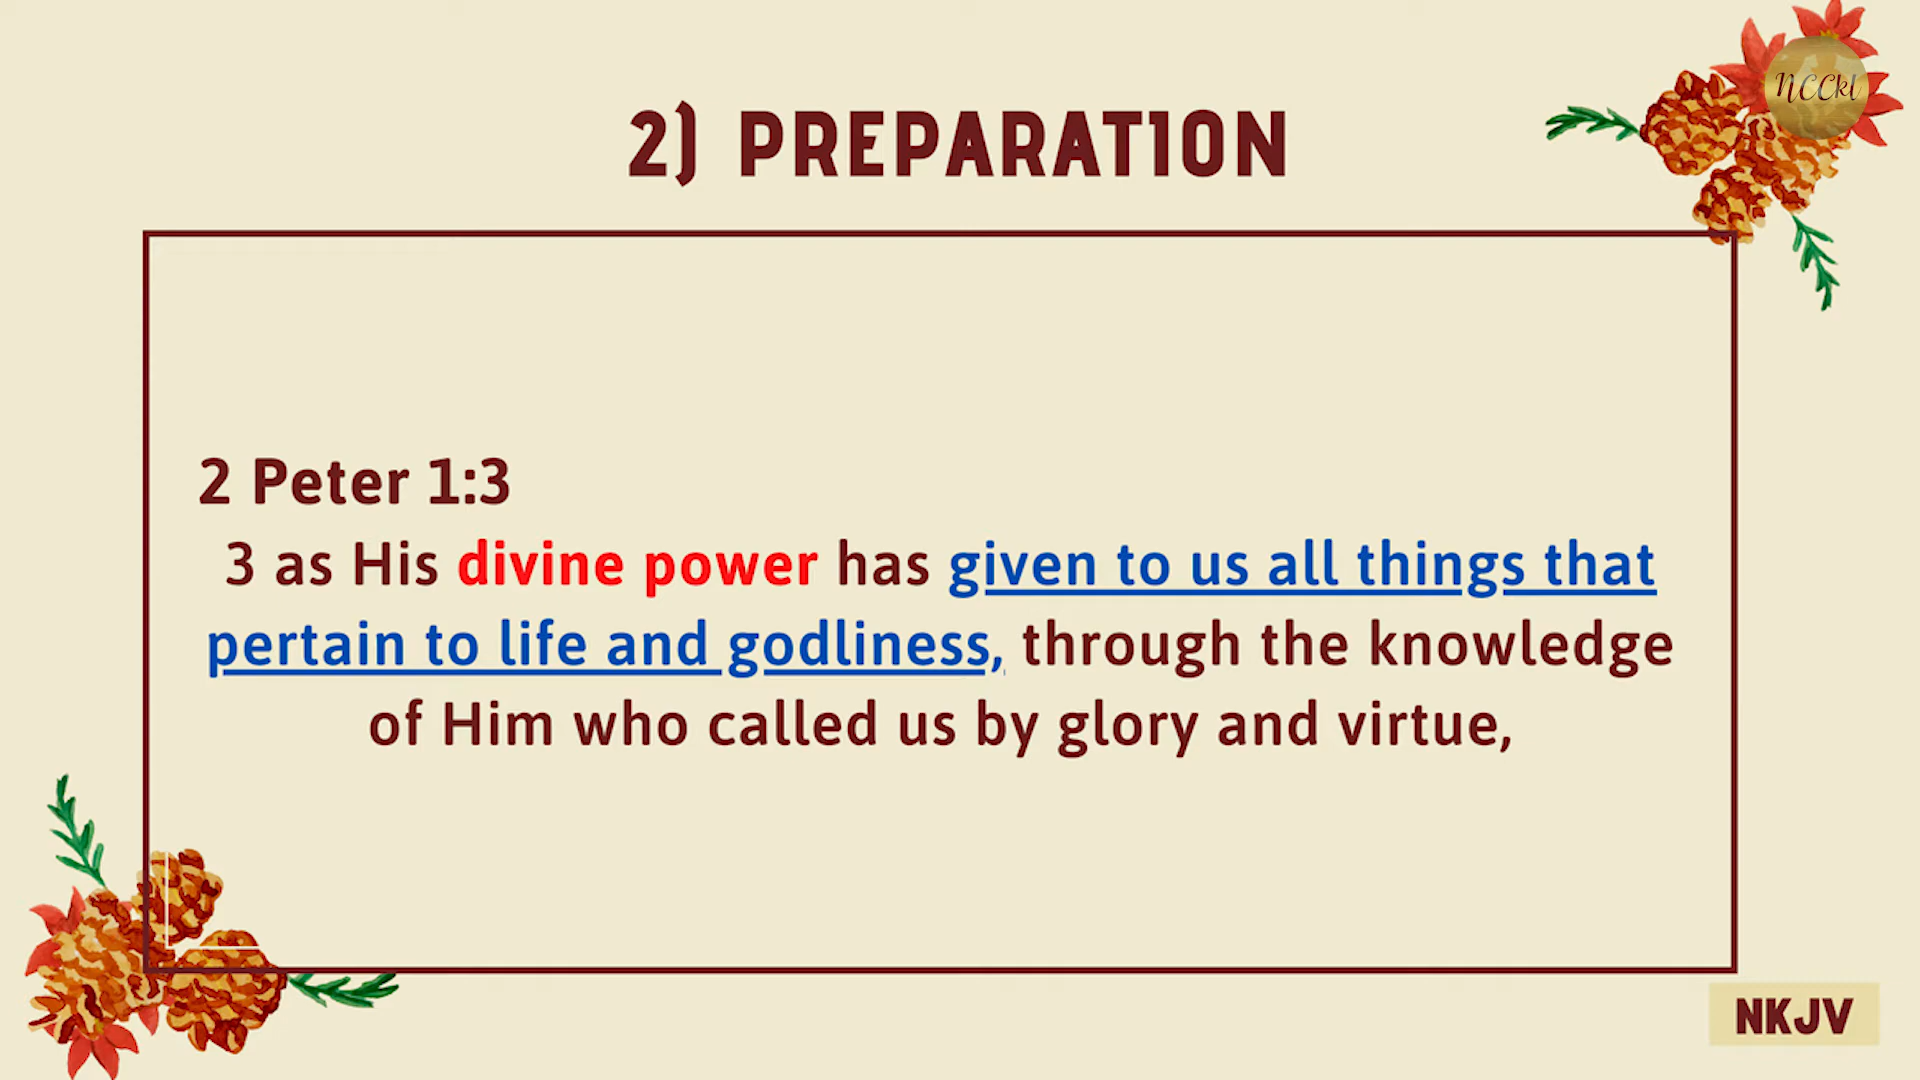 NCCkl
2) PREPARATION
2 Peter 1:3
3 as His divine power has given to us all things that
pertain to life and godliness, through the knowledge
of Him who called us by glory and virtue,
NKJV